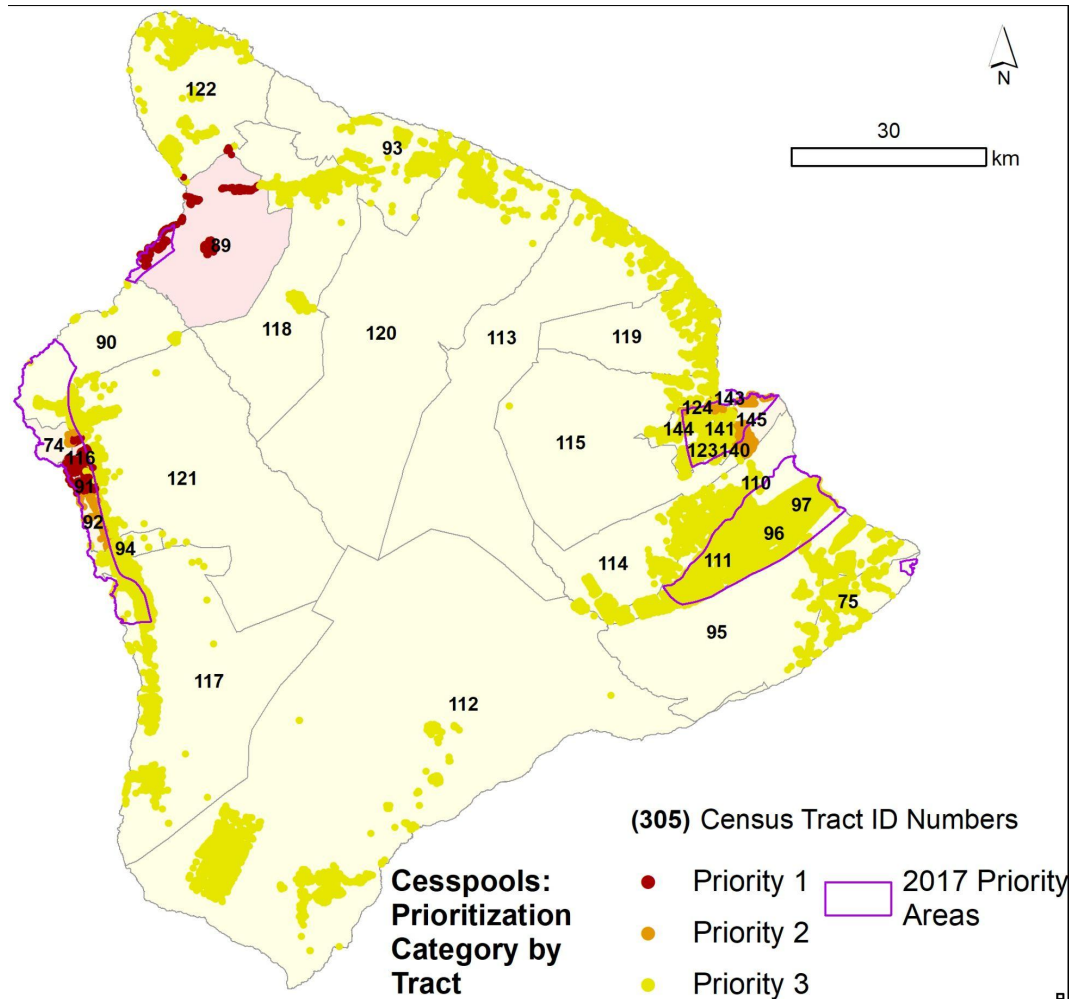 N
30
km
122
93
89
118
120
113
119
90
143
124
145
144
141
74
115
123 140
116
121
91
110
97
92
96
94
114
111
75
95
117
112
(305) Census Tract ID Numbers
Cesspools:
Prioritization
Category by
Tract
Priority 1
Priority 2
Priority 3
2017 Priority
Areas